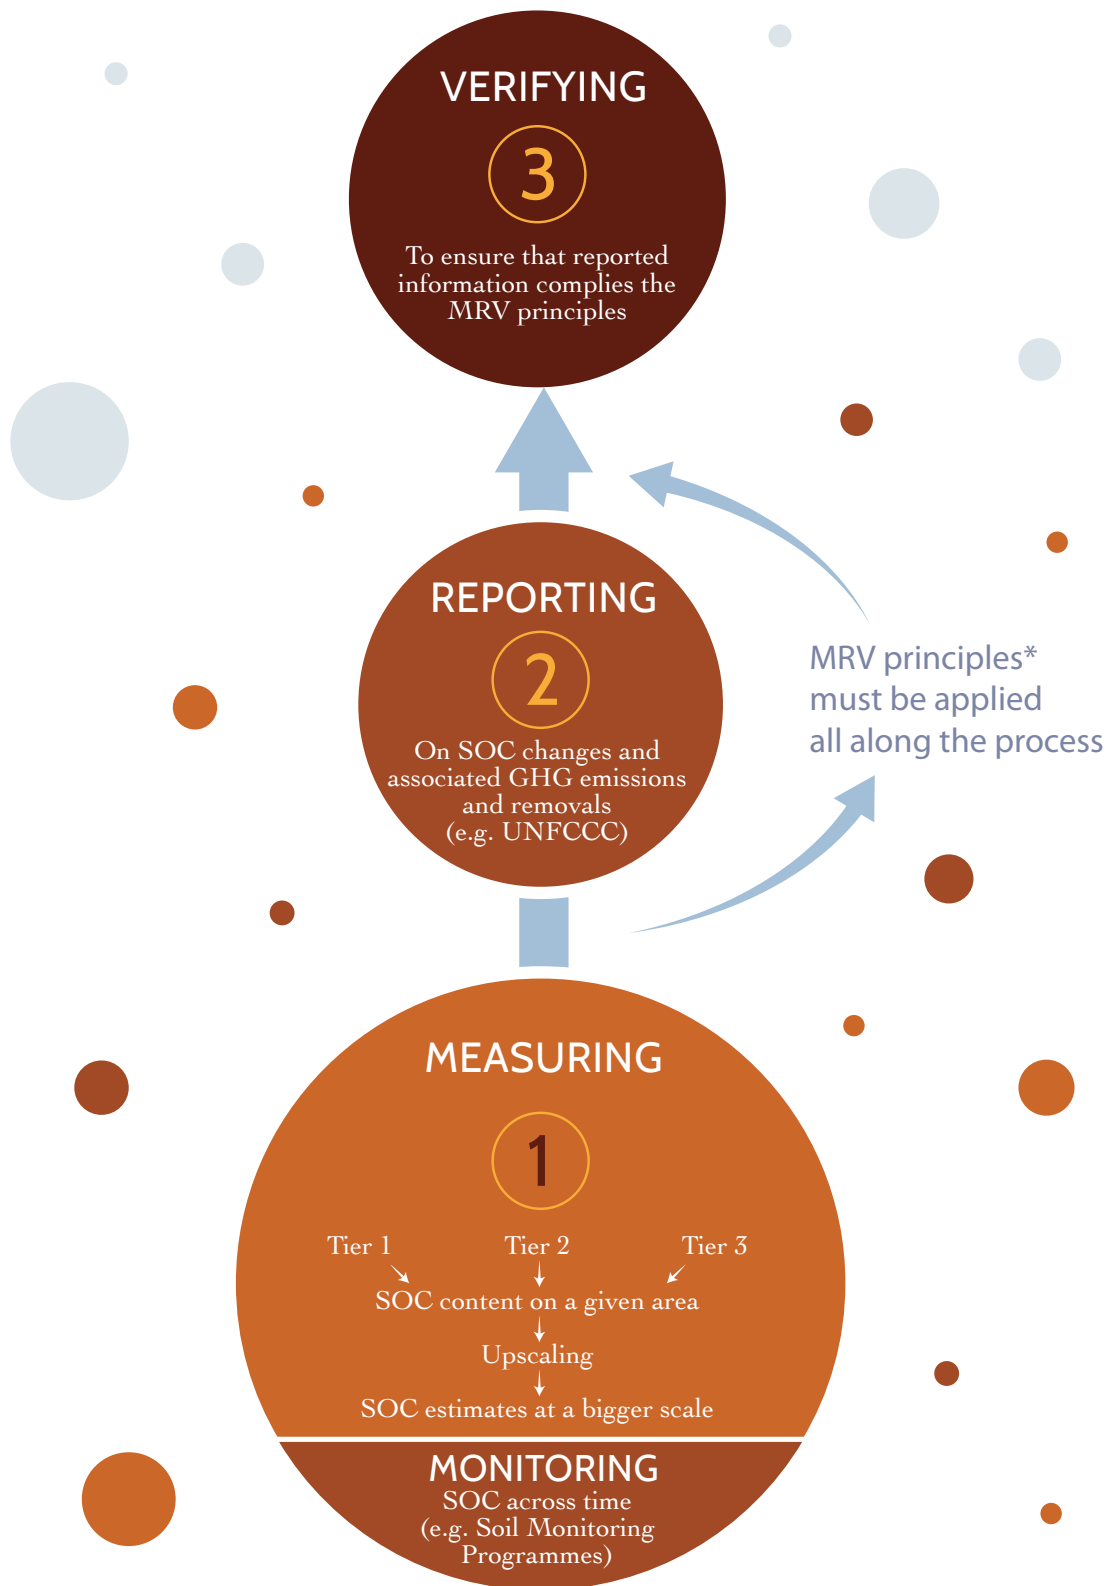 VERIFYING
3
To ensure that reported
information complies the
MRV principles
REPORTING
2
On SOC changes and
associated GHG emissions
and removals
(e.g. UNFCCC)
MRV principles*
must be applied
all along the process
MEASURING
1
Tier 1 Tier 2 Tier 3
SOC content on a given area
Upscaling
SOC estimates at a bigger scale
MONITORING
SOC across time
(e.g. Soil Monitoring
Programmes)